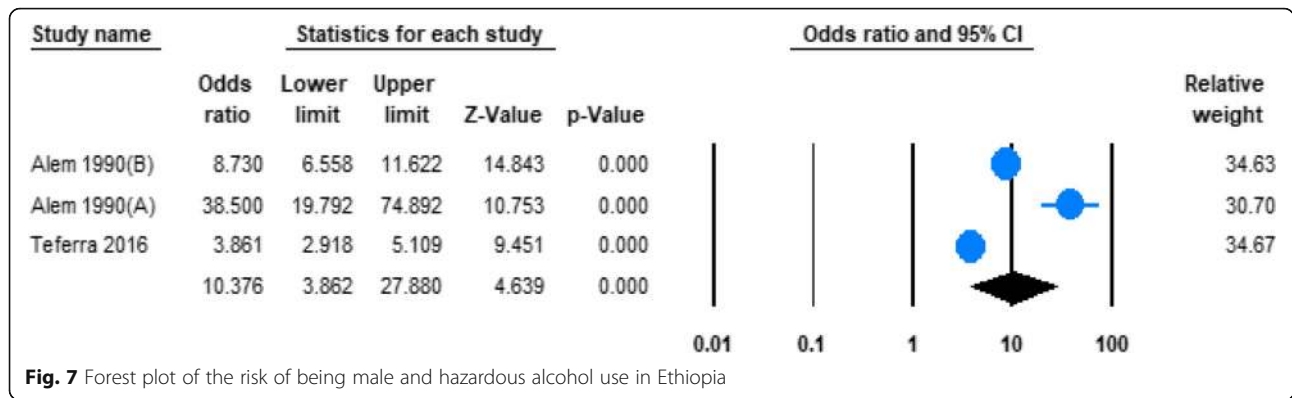 Study name Statistics for each study Odds ratio and 95% CI
Odds Lower Upper Relative
ratio limit limit Z-Value p-Value weight
Alem 1990(B) 8.730 6.558 11.622 14.843 0.000 34.63
Alem 1990(A) 38.500 19.792 74.892 10.753 0.000 30.70
Teferra 2016 3.861 2.918 5.109 9.451 0.000 34.67
10.376 3.862 27.880 4.639 0.000
0.01 0.1 1 10 100
Fig. 7 Forest plot of the risk of being male and hazardous alcohol use in Ethiopia